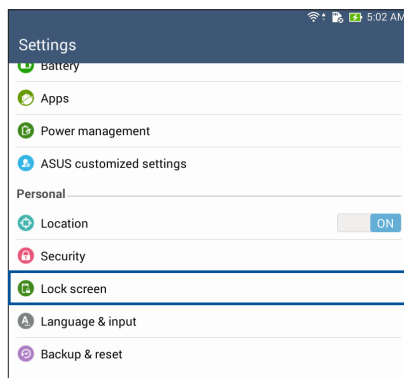 5:02 AM
Settings
Battery
Apps
Power management
ASUS customized settings
Personal
Location ON
Security
Lock screen
Language & input
Backup & reset